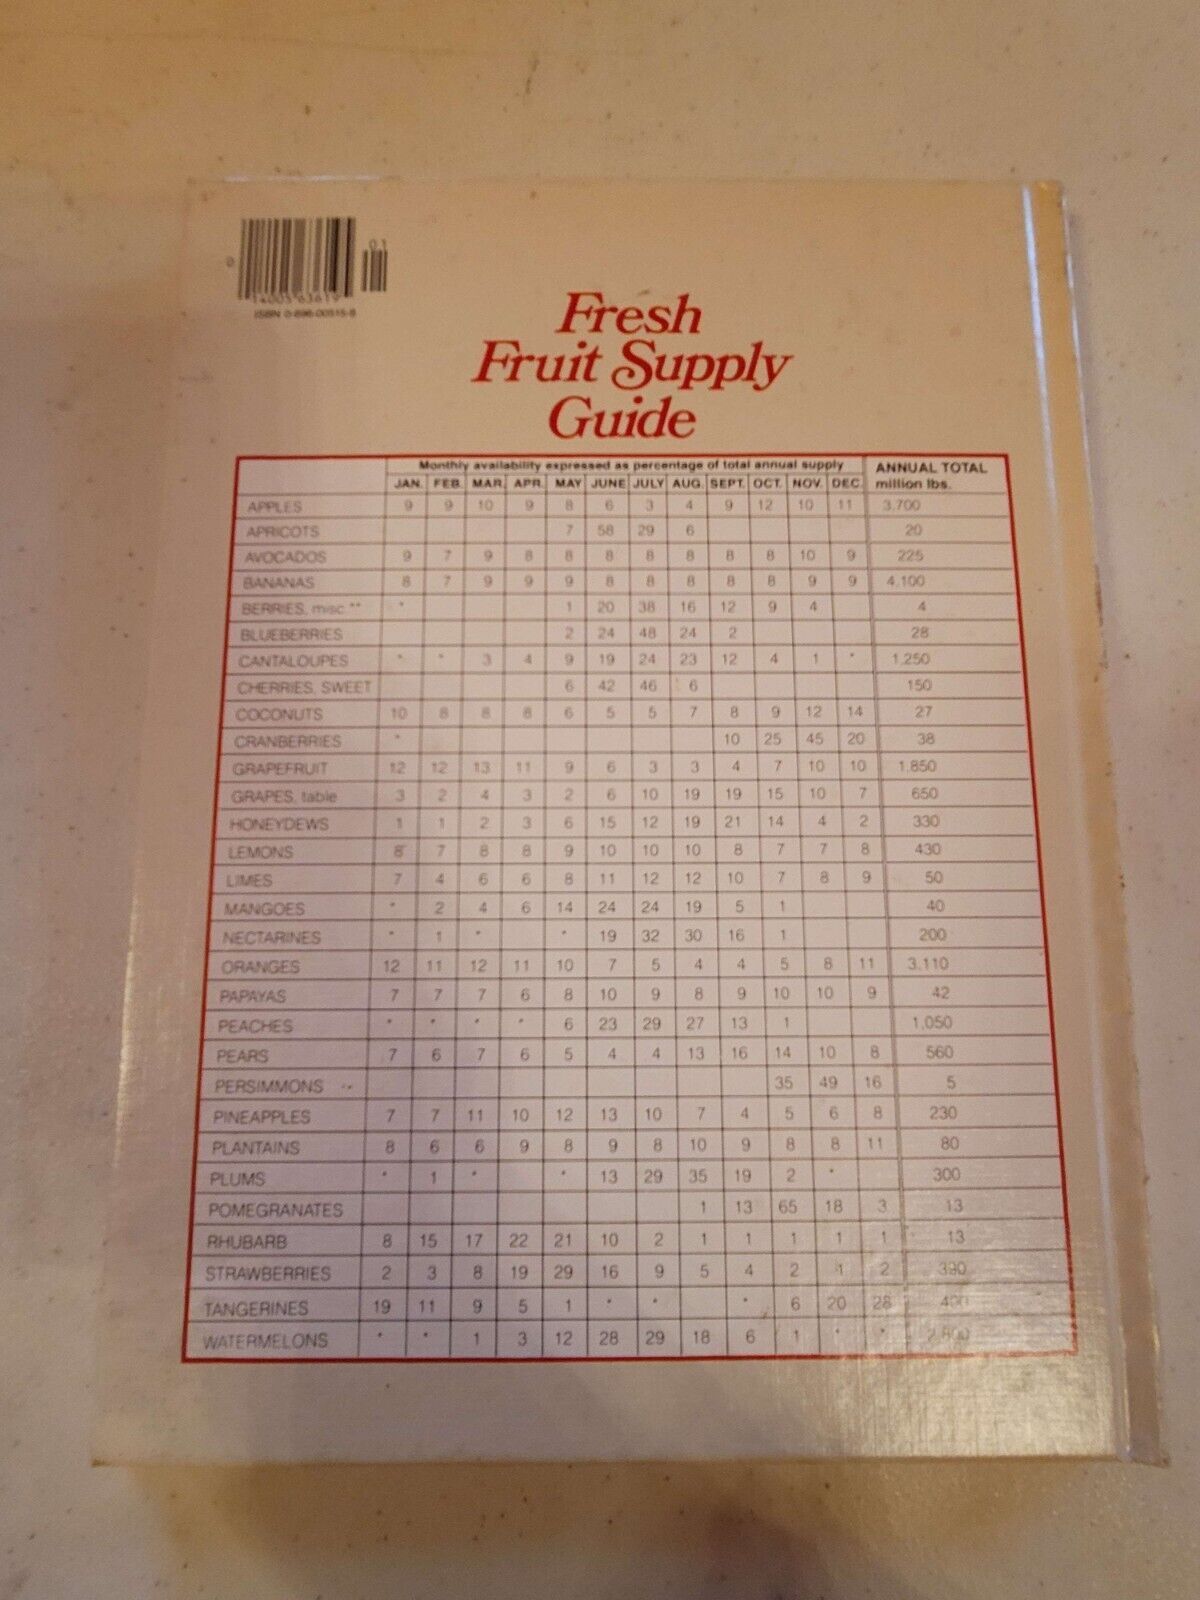 01
0
14005 63619
ISBN 0-896-00515-8
Fresh
Fruit Supply
Guide
Monthly availability expressed as percentage of total annual supply ANNUAL TOTAL
JAN. FEB. MAR. APR. MAY JUNE JULY AUG. SEPT. OCT. NOV. DEC. million lbs.
APPLES 9 9 10 9 8 6 3 4 9 12 10 11 3,700
APRICOTS 7 58 29 6 20
AVOCADOS 9 7 9 8 8 8 8 8 8 8 10 9 225
BANANAS 8 7 9 9 9 8 8 8 8 8 9 9 4,100
BERRIES, misc.** * 1 20 38 16 12 9 4 4
BLUEBERRIES 2 24 48 24 2 28
CANTALOUPES * * 3 4 9 19 24 23 12 4 1 * 1,250
CHERRIES, SWEET 6 42 46 6 150
COCONUTS 10 8 8 8 6 5 5 7 8 9 12 14 27
CRANBERRIES * 10 25 45 20 38
GRAPEFRUIT 12 12 13 11 9 6 3 3 4 7 10 10 1,850
GRAPES, table 3 2 4 3 2 6 10 19 19 15 10 7 650
HONEYDEWS 1 1 2 3 6 15 12 19 21 14 4 2 330
LEMONS 8 7 8 8 9 10 10 10 8 7 7 8 430
LIMES 7 4 6 6 8 11 12 12 10 7 8 9 50
MANGOES * 2 4 6 14 24 24 19 5 1 40
NECTARINES * 1 * * 19 32 30 16 1 200
ORANGES 12 11 12 11 10 7 5 4 4 5 8 11 3,110
PAPAYAS 7 7 7 6 8 10 9 8 9 10 10 9 42
PEACHES * * * * 6 23 29 27 13 1 1,050
PEARS 7 6 7 6 5 4 4 13 16 14 10 8 560
PERSIMMONS 35 49 16 5
PINEAPPLES 7 7 11 10 12 13 10 7 4 5 6 8 230
PLANTAINS 8 6 6 9 8 9 8 10 9 8 8 11 80
PLUMS * 1 * * 13 29 35 19 2 * 300
POMEGRANATES 1 13 65 18 3 13
RHUBARB 8 15 17 22 21 10 2 1 1 1 1 1 13
STRAWBERRIES 2 3 8 19 29 16 9 5 4 2 1 2 390
TANGERINES 19 11 9 5 1 * * * 6 20 28
WATERMELONS * * 1 3 12 28 29 18 6 1 * *